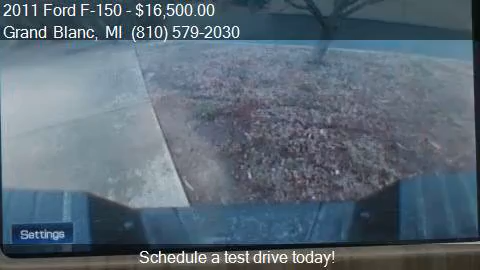 2011 Ford F-150 - $16,500.00
Grand Blanc, MI (810) 579-2030
Settings
Schedule a test drive today!